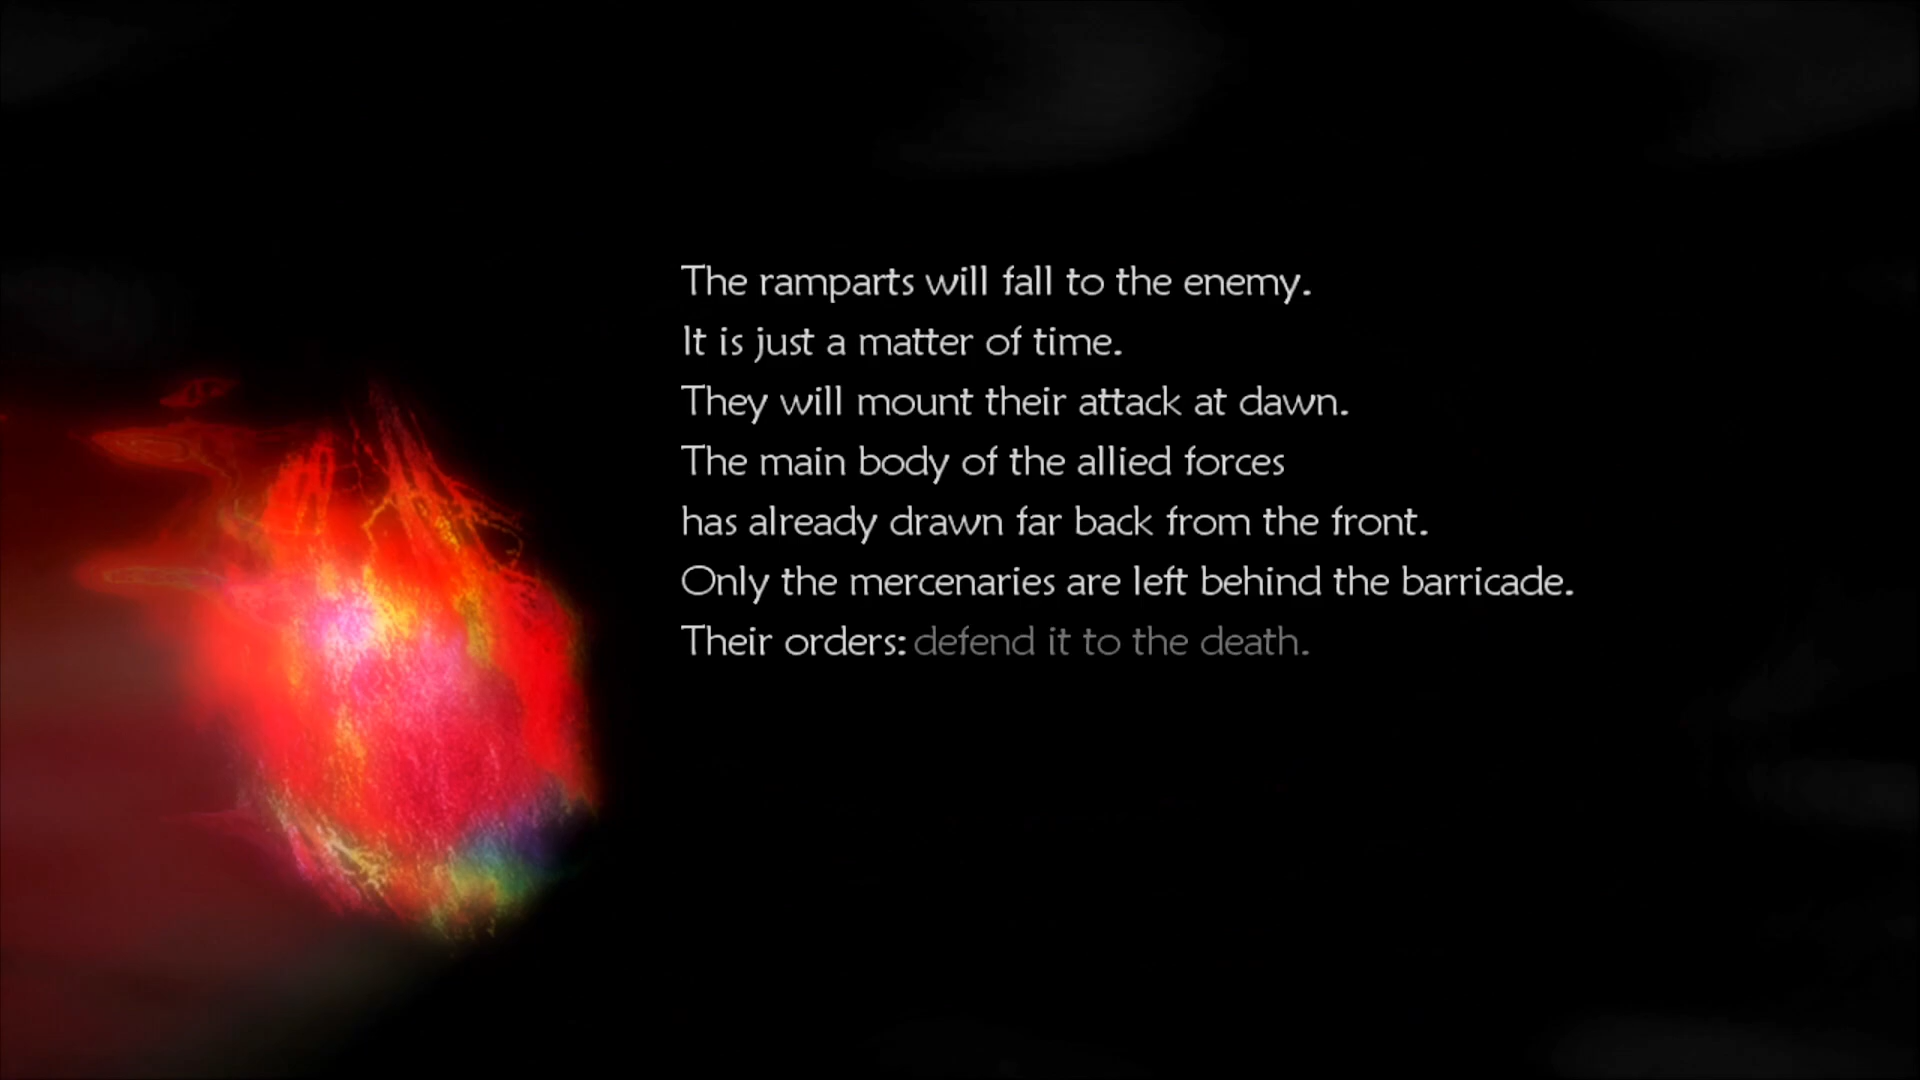 The ramparts will fall to the enemy.
It is just a matter of time.
They will mount their attack at dawn.
The main body of the allied forces
has already drawn far back from the front.
Only the mercenaries are left behind the barricade.
Their orders: defend it to the death.